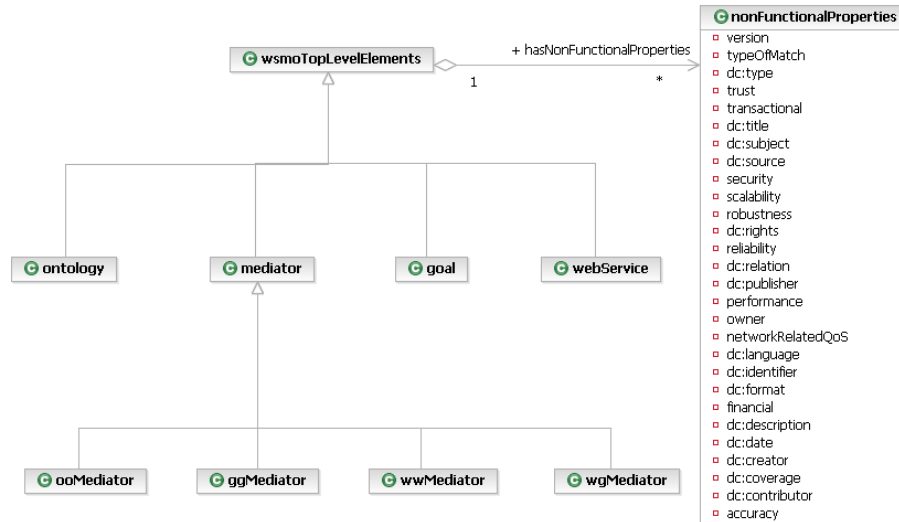 wsmoTopLevelElements
+ hasNonFunctionalProperties
1
*
nonFunctionalProperties
version
typeOfMatch
dc:type
trust
transactional
dc:title
dc:subject
dc:source
security
scalability
robustness
dc:rights
reliability
dc:relation
dc:publisher
performance
owner
networkRelatedQoS
dc:language
dc:identifier
dc:format
financial
dc:description
dc:date
dc:creator
dc:coverage
dc:contributor
accuracy
ontology
mediator
goal
webService
ooMediator
ggMediator
wwMediator
wgMediator